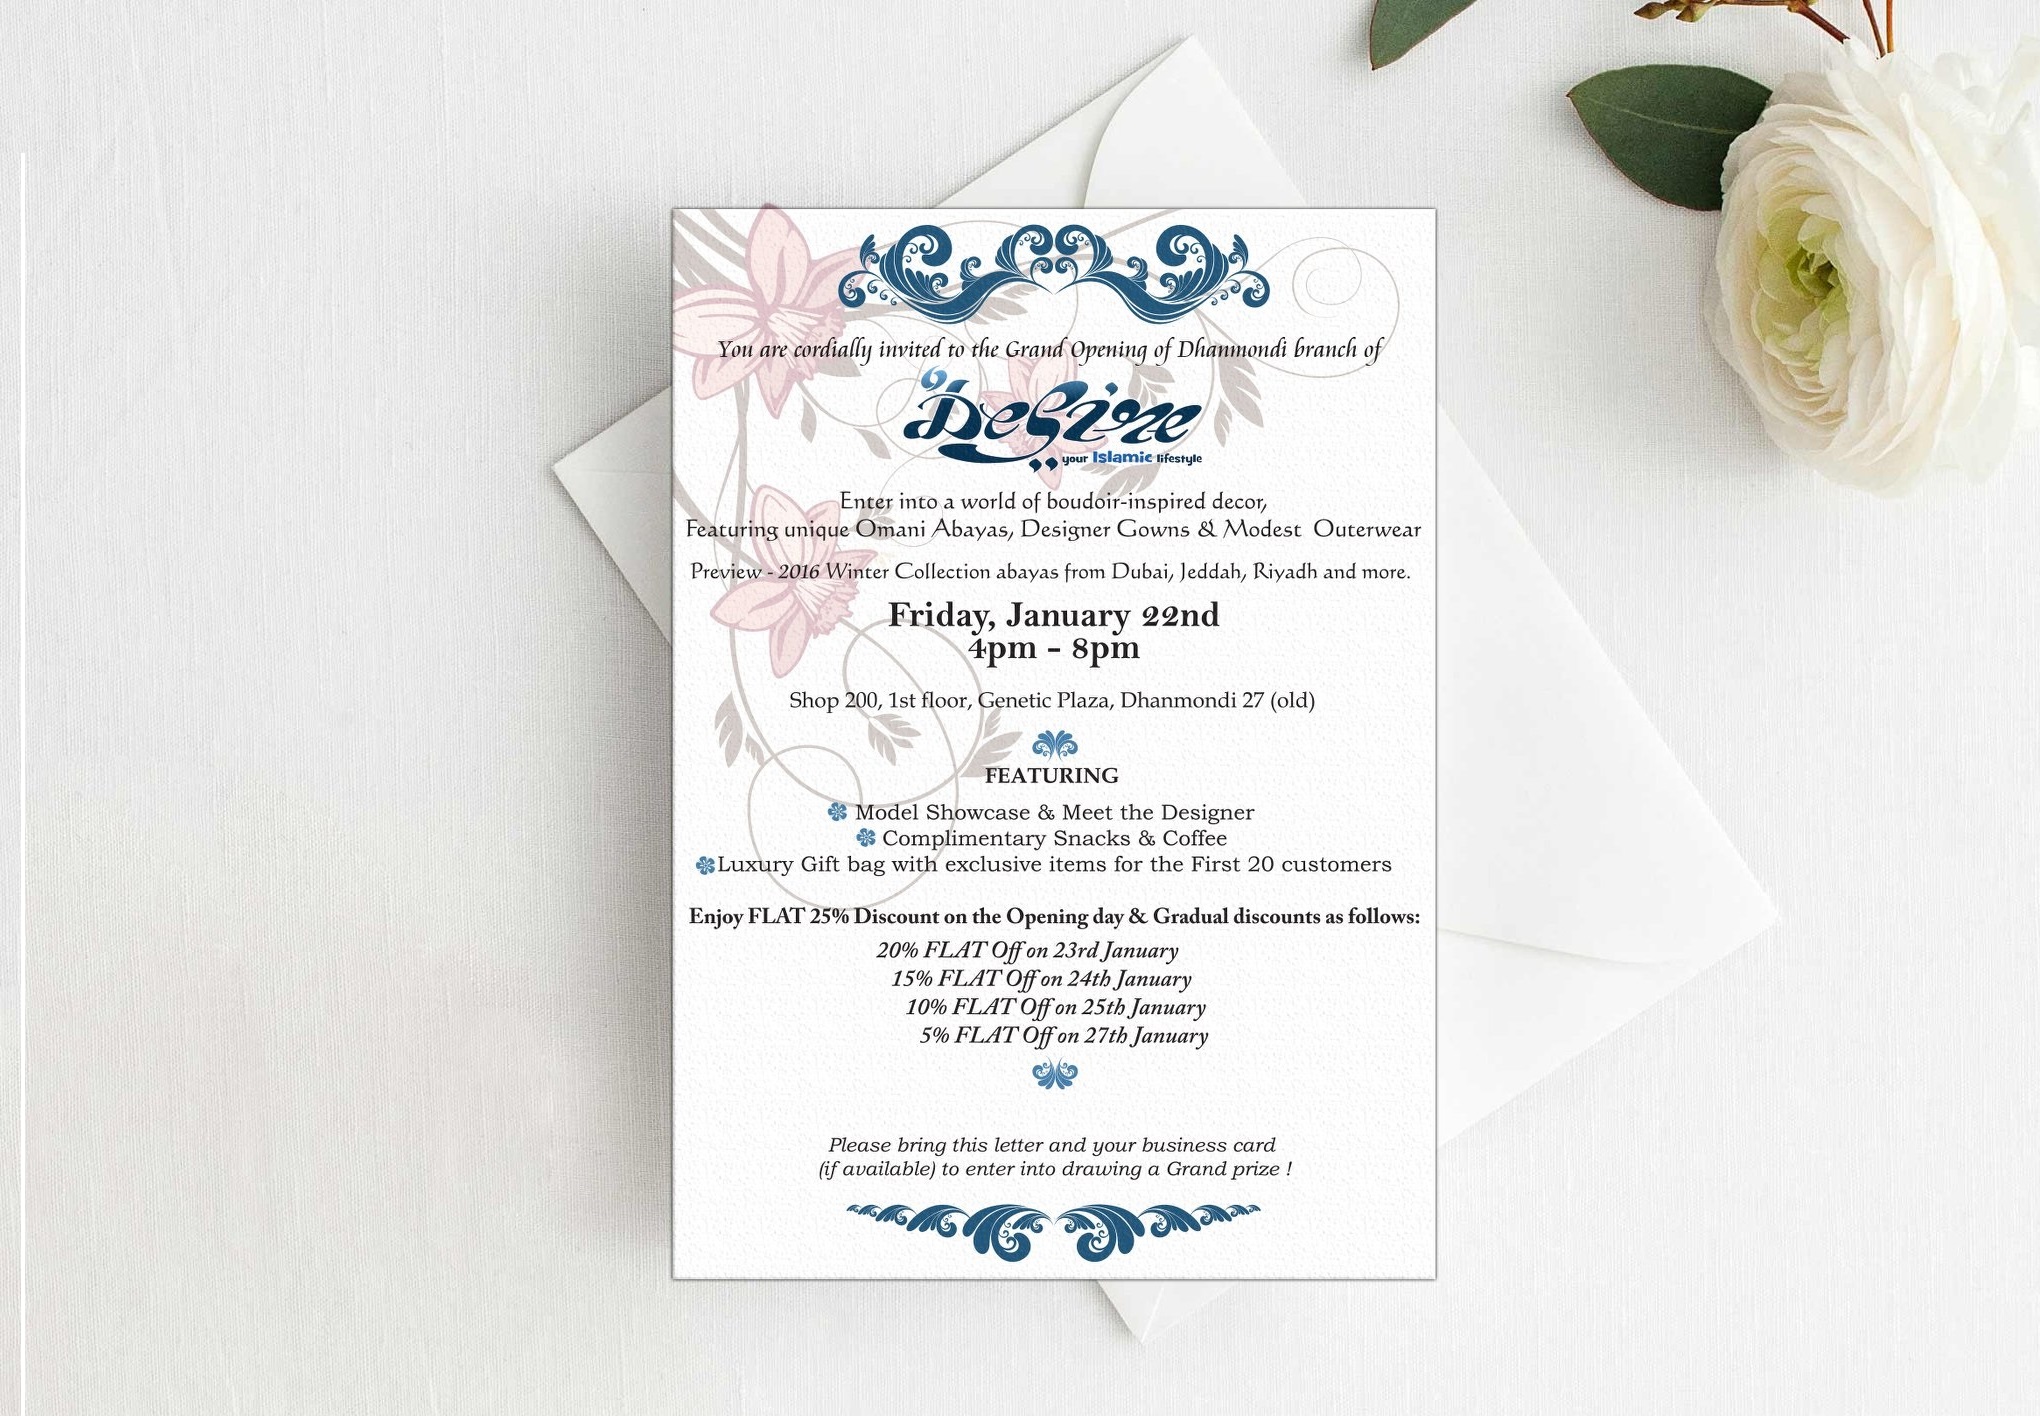 You are cordially invited to the Grand Opening of Dhanmondi branch of
Desine
your Islamic lifestyle
Enter into a world of boudoir-inspired decor,
Featuring unique Omani Abayas, Designer Gowns & Modest Outerwear
Preview - 2016 Winter Collection abayas from Dubai, Jeddah, Riyadh and more.
Friday, January 22nd
4pm - 8pm
Shop 200, 1st floor, Genetic Plaza, Dhanmondi 27 (old)
FEATURING
Model Showcase & Meet the Designer
Complimentary Snacks & Coffee
Luxury Gift bag with exclusive items for the First 20 customers
Enjoy FLAT 25% Discount on the Opening day & Gradual discounts as follows:
20% FLAT Off on 23rd January
15% FLAT Off on 24th January
10% FLAT Off on 25th January
5% FLAT Off on 27th January
Please bring this letter and your business card
(if available) to enter into drawing a Grand prize !